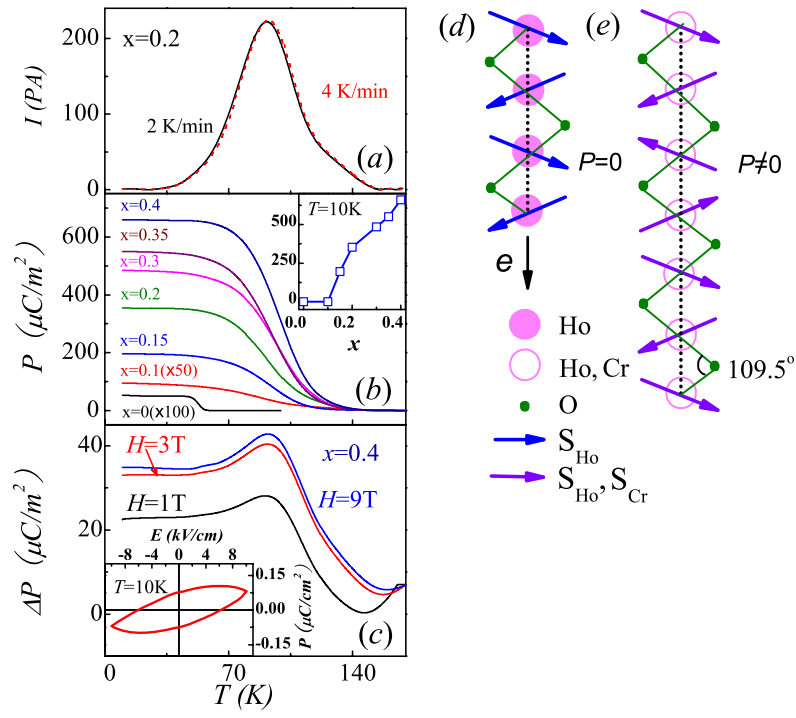 200
100
0
I (PA)
x=0.2
4 K/min
2 K/min
(a)
600
400
200
0
P (μC/m²)
x=0.4
x=0.35
x=0.3
x=0.2
x=0.15
x=0.1(×50)
x=0(×100)
T=10K
500
250
0
0.0
0.2
0.4
x
(b)
40
20
0
ΔP (μC/m²)
H=3T
x=0.4
H=9T
H=1T
E (kV/cm)
-8 -4 0 4 8
T=10K
0.15
0.00
-0.15
P (μC/cm²)
(c)
0 70 140
T (K)
(d)
P=0
e
(e)
P≠0
109.5°
Ho
Ho, Cr
O
S_Ho
S_Ho, S_Cr